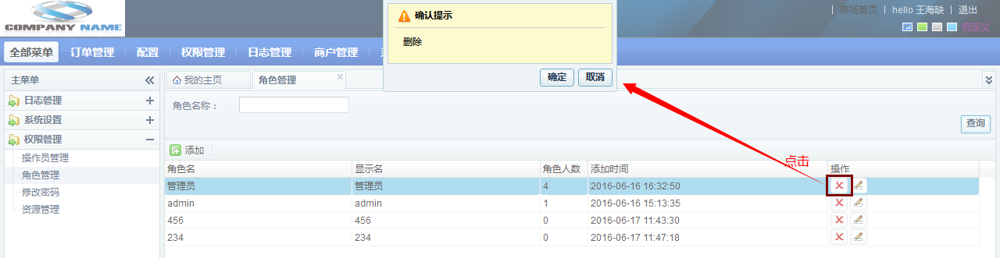 COMPANY NAME
商场首页 | hello 王海缺 | 退出
自定义
确认提示
删除
确定 取消
全部菜单 订单管理 配置 权限管理 日志管理 商户管理
主菜单
日志管理
系统设置
权限管理
操作员管理
角色管理
修改密码
资源管理
我的主页 角色管理
角色名称：
查询
添加
点击
角色名 显示名 角色人数 添加时间 操作
管理员 管理员 4 2016-06-16 16:32:50
admin admin 1 2016-06-16 15:13:35
456 456 0 2016-06-17 11:43:30
234 234 0 2016-06-17 11:47:18